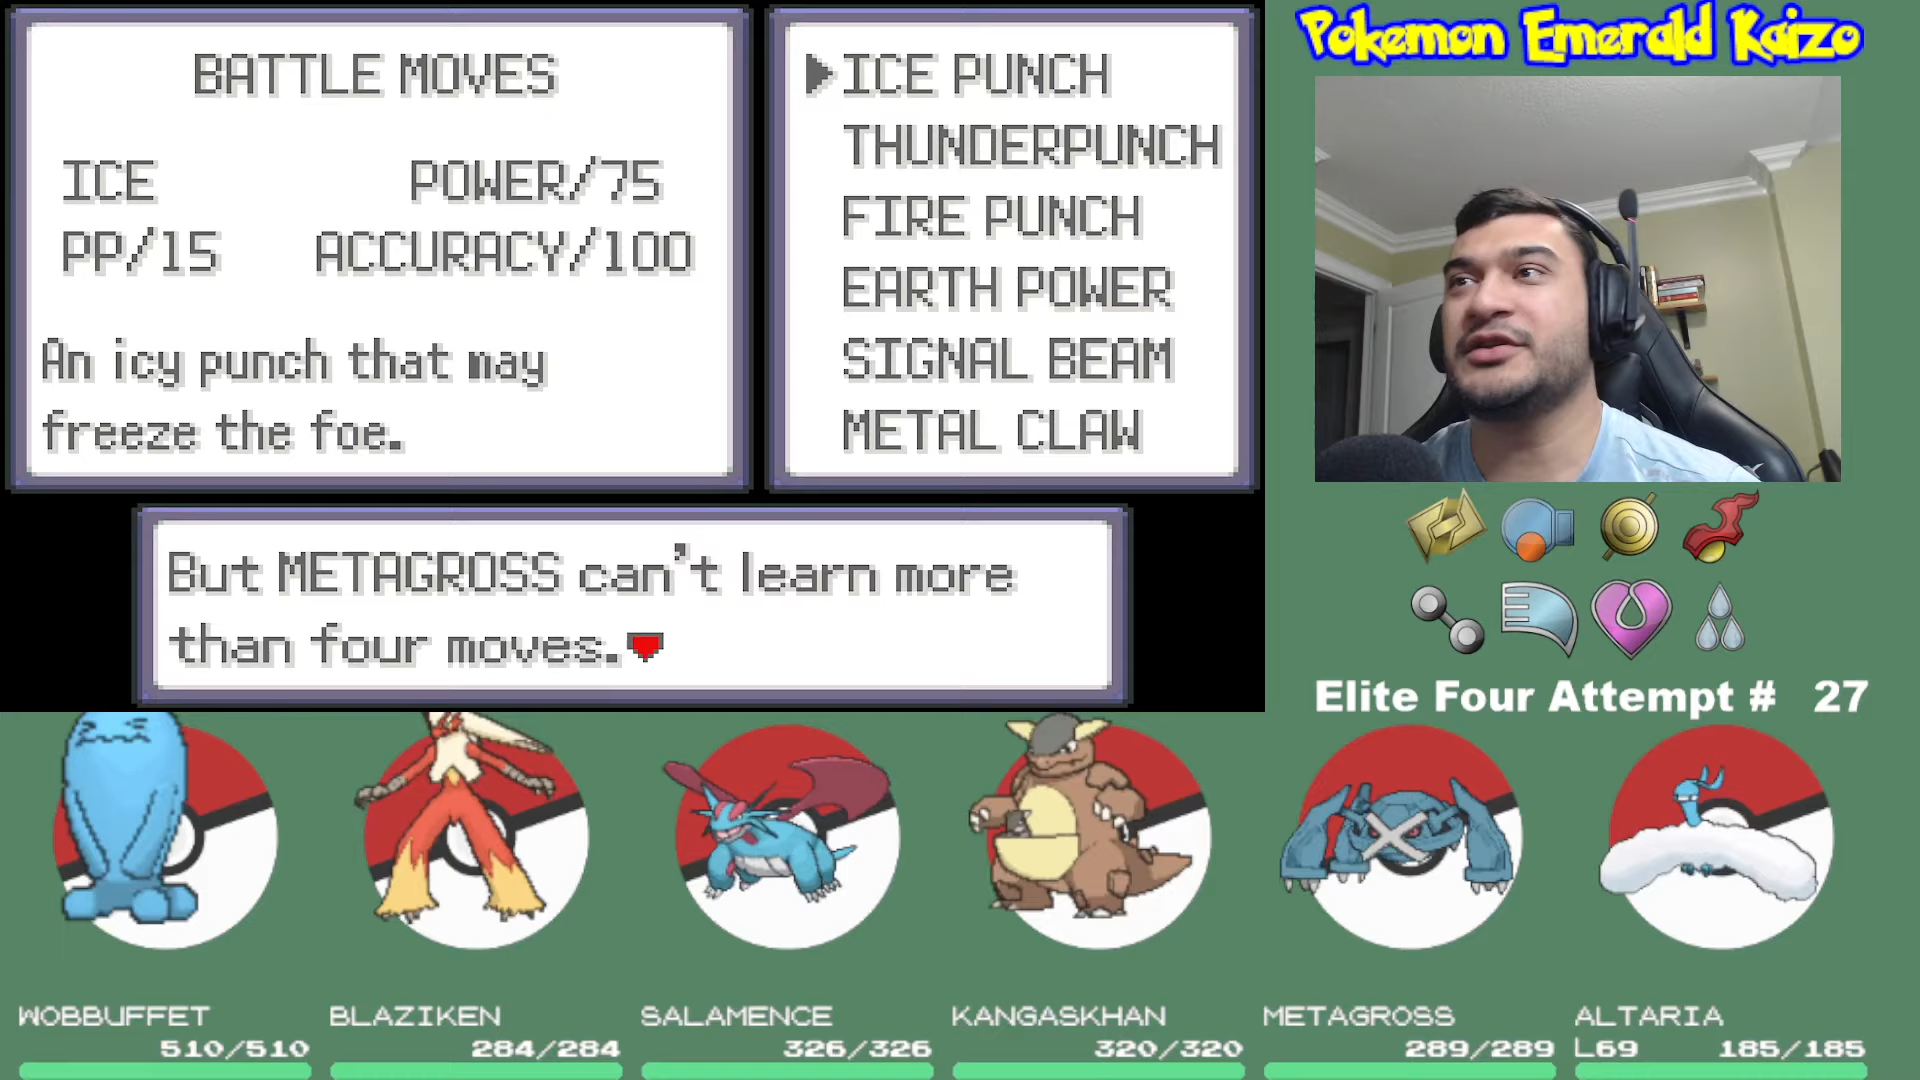 BATTLE MOVES
ICE POWER/75
PP/15 ACCURACY/100
An icy punch that may
freeze the foe.
ICE PUNCH
THUNDERPUNCH
FIRE PUNCH
EARTH POWER
SIGNAL BEAM
METAL CLAW
But METAGROSS can't learn more
than four moves.
Pokemon Emerald Kaizo
Elite Four Attempt # 27
WOBBUFFET
510/510
BLAZIKEN
284/284
SALAMENCE
326/326
KANGASKHAN
320/320
METAGROSS
289/289
ALTARIA
L69 185/185